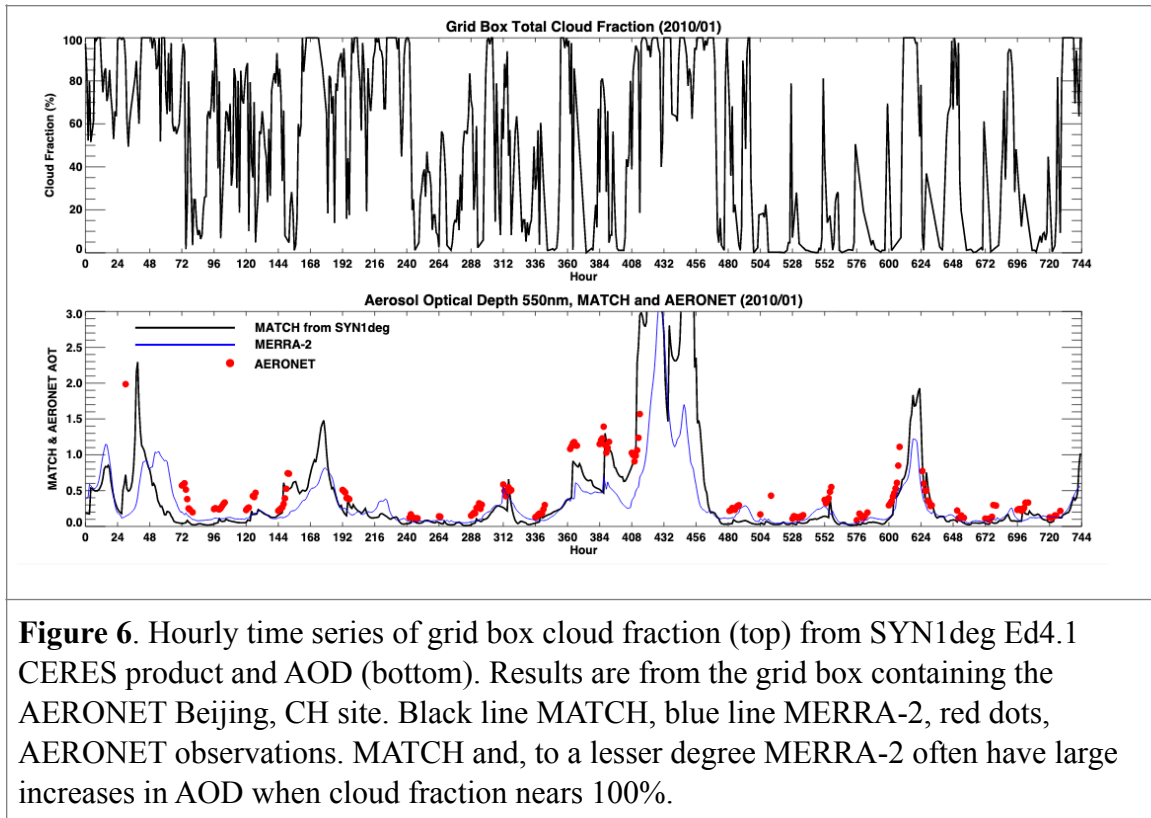 Grid Box Total Cloud Fraction (2010/01)
100
80
60
40
20
0
Cloud Fraction (%)
0 24 48 72 96 120 144 168 192 216 240 264 288 312 336 360 384 408 432 456 480 504 528 552 576 600 624 648 672 696 720 744
Hour
Aerosol Optical Depth 550nm, MATCH and AERONET (2010/01)
3.0
2.5
2.0
1.5
1.0
0.5
0.0
MATCH & AERONET AOT
MATCH from SYN1deg
MERRA-2
AERONET
0 24 48 72 96 120 144 168 192 216 240 264 288 312 336 360 384 408 432 456 480 504 528 552 576 600 624 648 672 696 720 744
Hour
Figure 6. Hourly time series of grid box cloud fraction (top) from SYN1deg Ed4.1
CERES product and AOD (bottom). Results are from the grid box containing the
AERONET Beijing, CH site. Black line MATCH, blue line MERRA-2, red dots,
AERONET observations. MATCH and, to a lesser degree MERRA-2 often have large
increases in AOD when cloud fraction nears 100%.